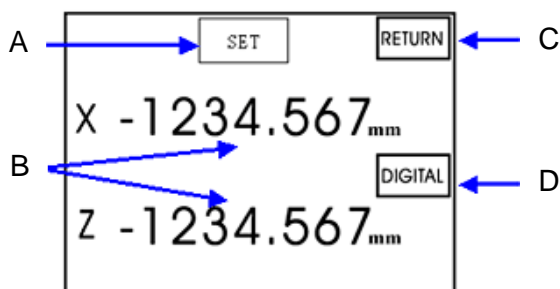 A SET RETURN C
X -1234.567mm
B
DIGITAL D
Z -1234.567mm